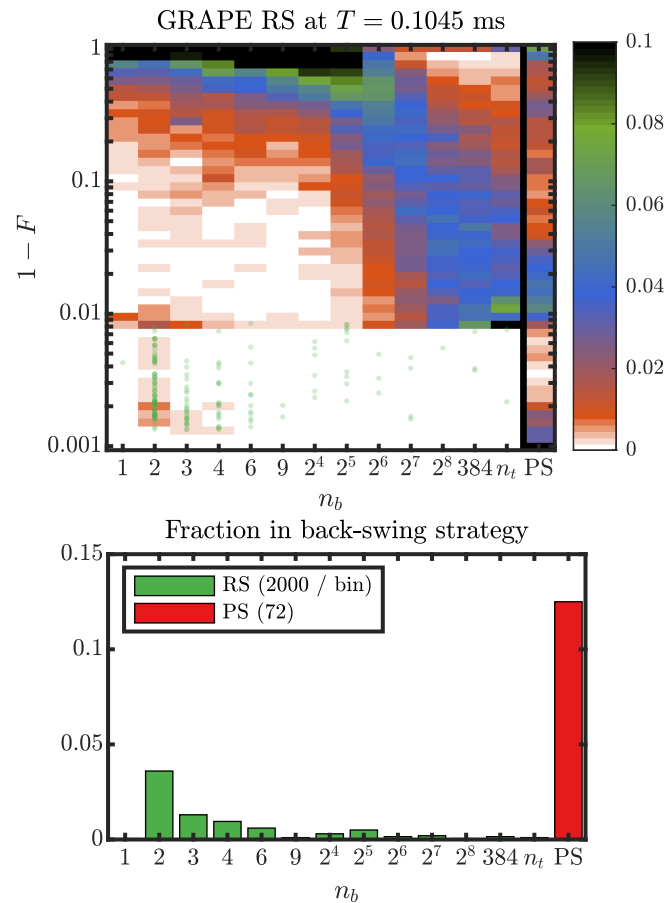 GRAPE RS at T = 0.1045 ms
1
0.1
0.01
0.001
1 − F
1 2 3 4 6 9 2⁴ 2⁵ 2⁶ 2⁷ 2⁸ 384 nₜ PS
n_b
0.1
0.08
0.06
0.04
0.02
0
Fraction in back-swing strategy
0.15
0.1
0.05
0
RS (2000 / bin)
PS (72)
1 2 3 4 6 9 2⁴ 2⁵ 2⁶ 2⁷ 2⁸ 384 nₜ PS
n_b